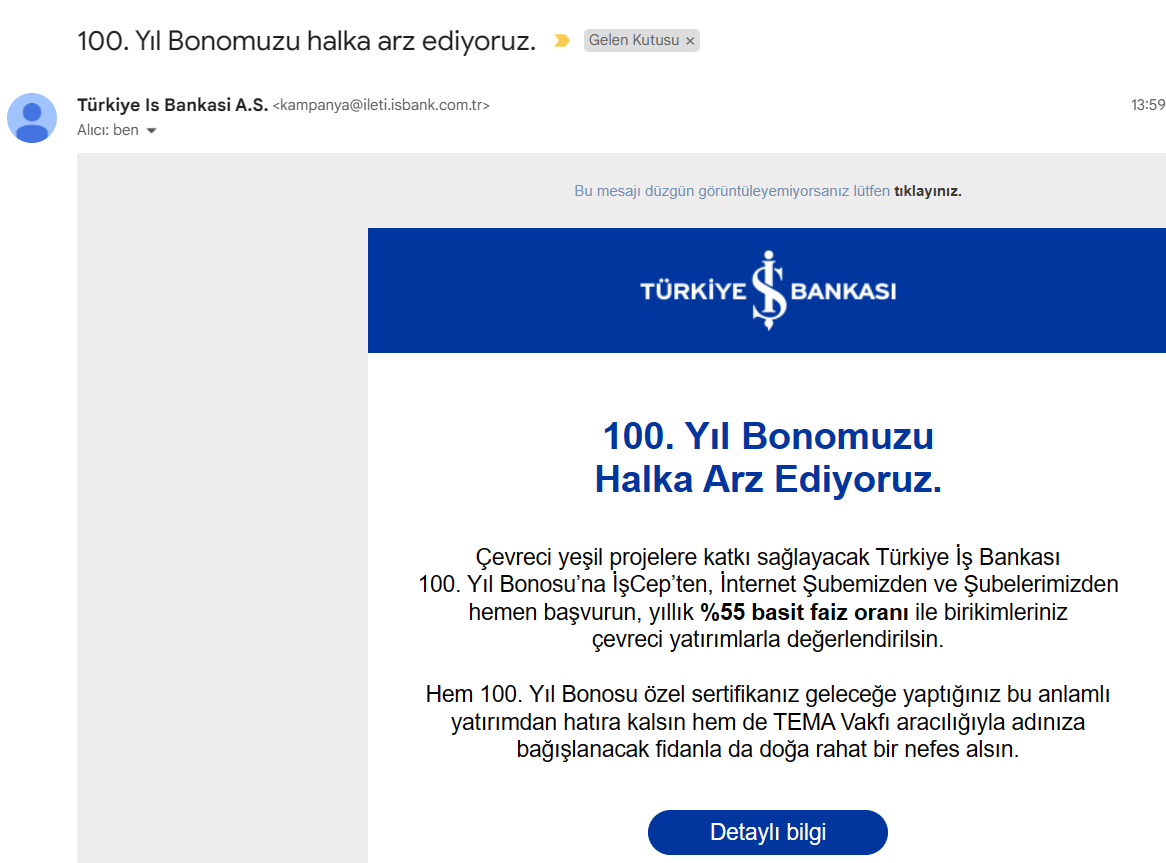 100. Yıl Bonomuzu halka arz ediyoruz.
Gelen Kutusu ×
Türkiye Is Bankasi A.S. <kampanya@ileti.isbank.com.tr>
13:59
Alıcı: ben
Bu mesajı düzgün görüntüleyemiyorsanız lütfen tıklayınız.
TÜRKİYE İŞ BANKASI
100. Yıl Bonomuzu
Halka Arz Ediyoruz.
Çevreci yeşil projelere katkı sağlayacak Türkiye İş Bankası
100. Yıl Bonosu’na İşCep’ten, İnternet Şubemizden ve Şubelerimizden
hemen başvurun, yıllık %55 basit faiz oranı ile birikimleriniz
çevreci yatırımlarla değerlendirilsin.
Hem 100. Yıl Bonosu özel sertifikanız geleceğe yaptığınız bu anlamlı
yatırımdan hatıra kalsın hem de TEMA Vakfı aracılığıyla adınıza
bağışlanacak fidanla da doğa rahat bir nefes alsın.
Detaylı bilgi